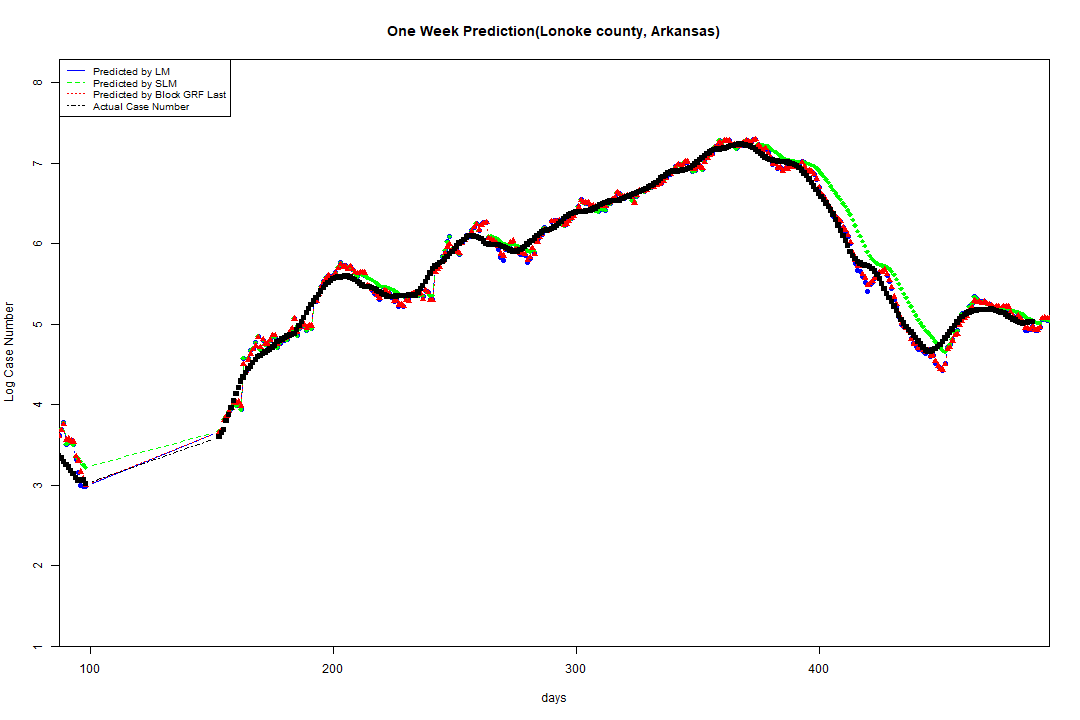 One Week Prediction(Lonoke county, Arkansas)
Predicted by LM
Predicted by SLM
Predicted by Block GRF Last
Actual Case Number
8
7
6
5
4
3
2
1
Log Case Number
100 200 300 400
days